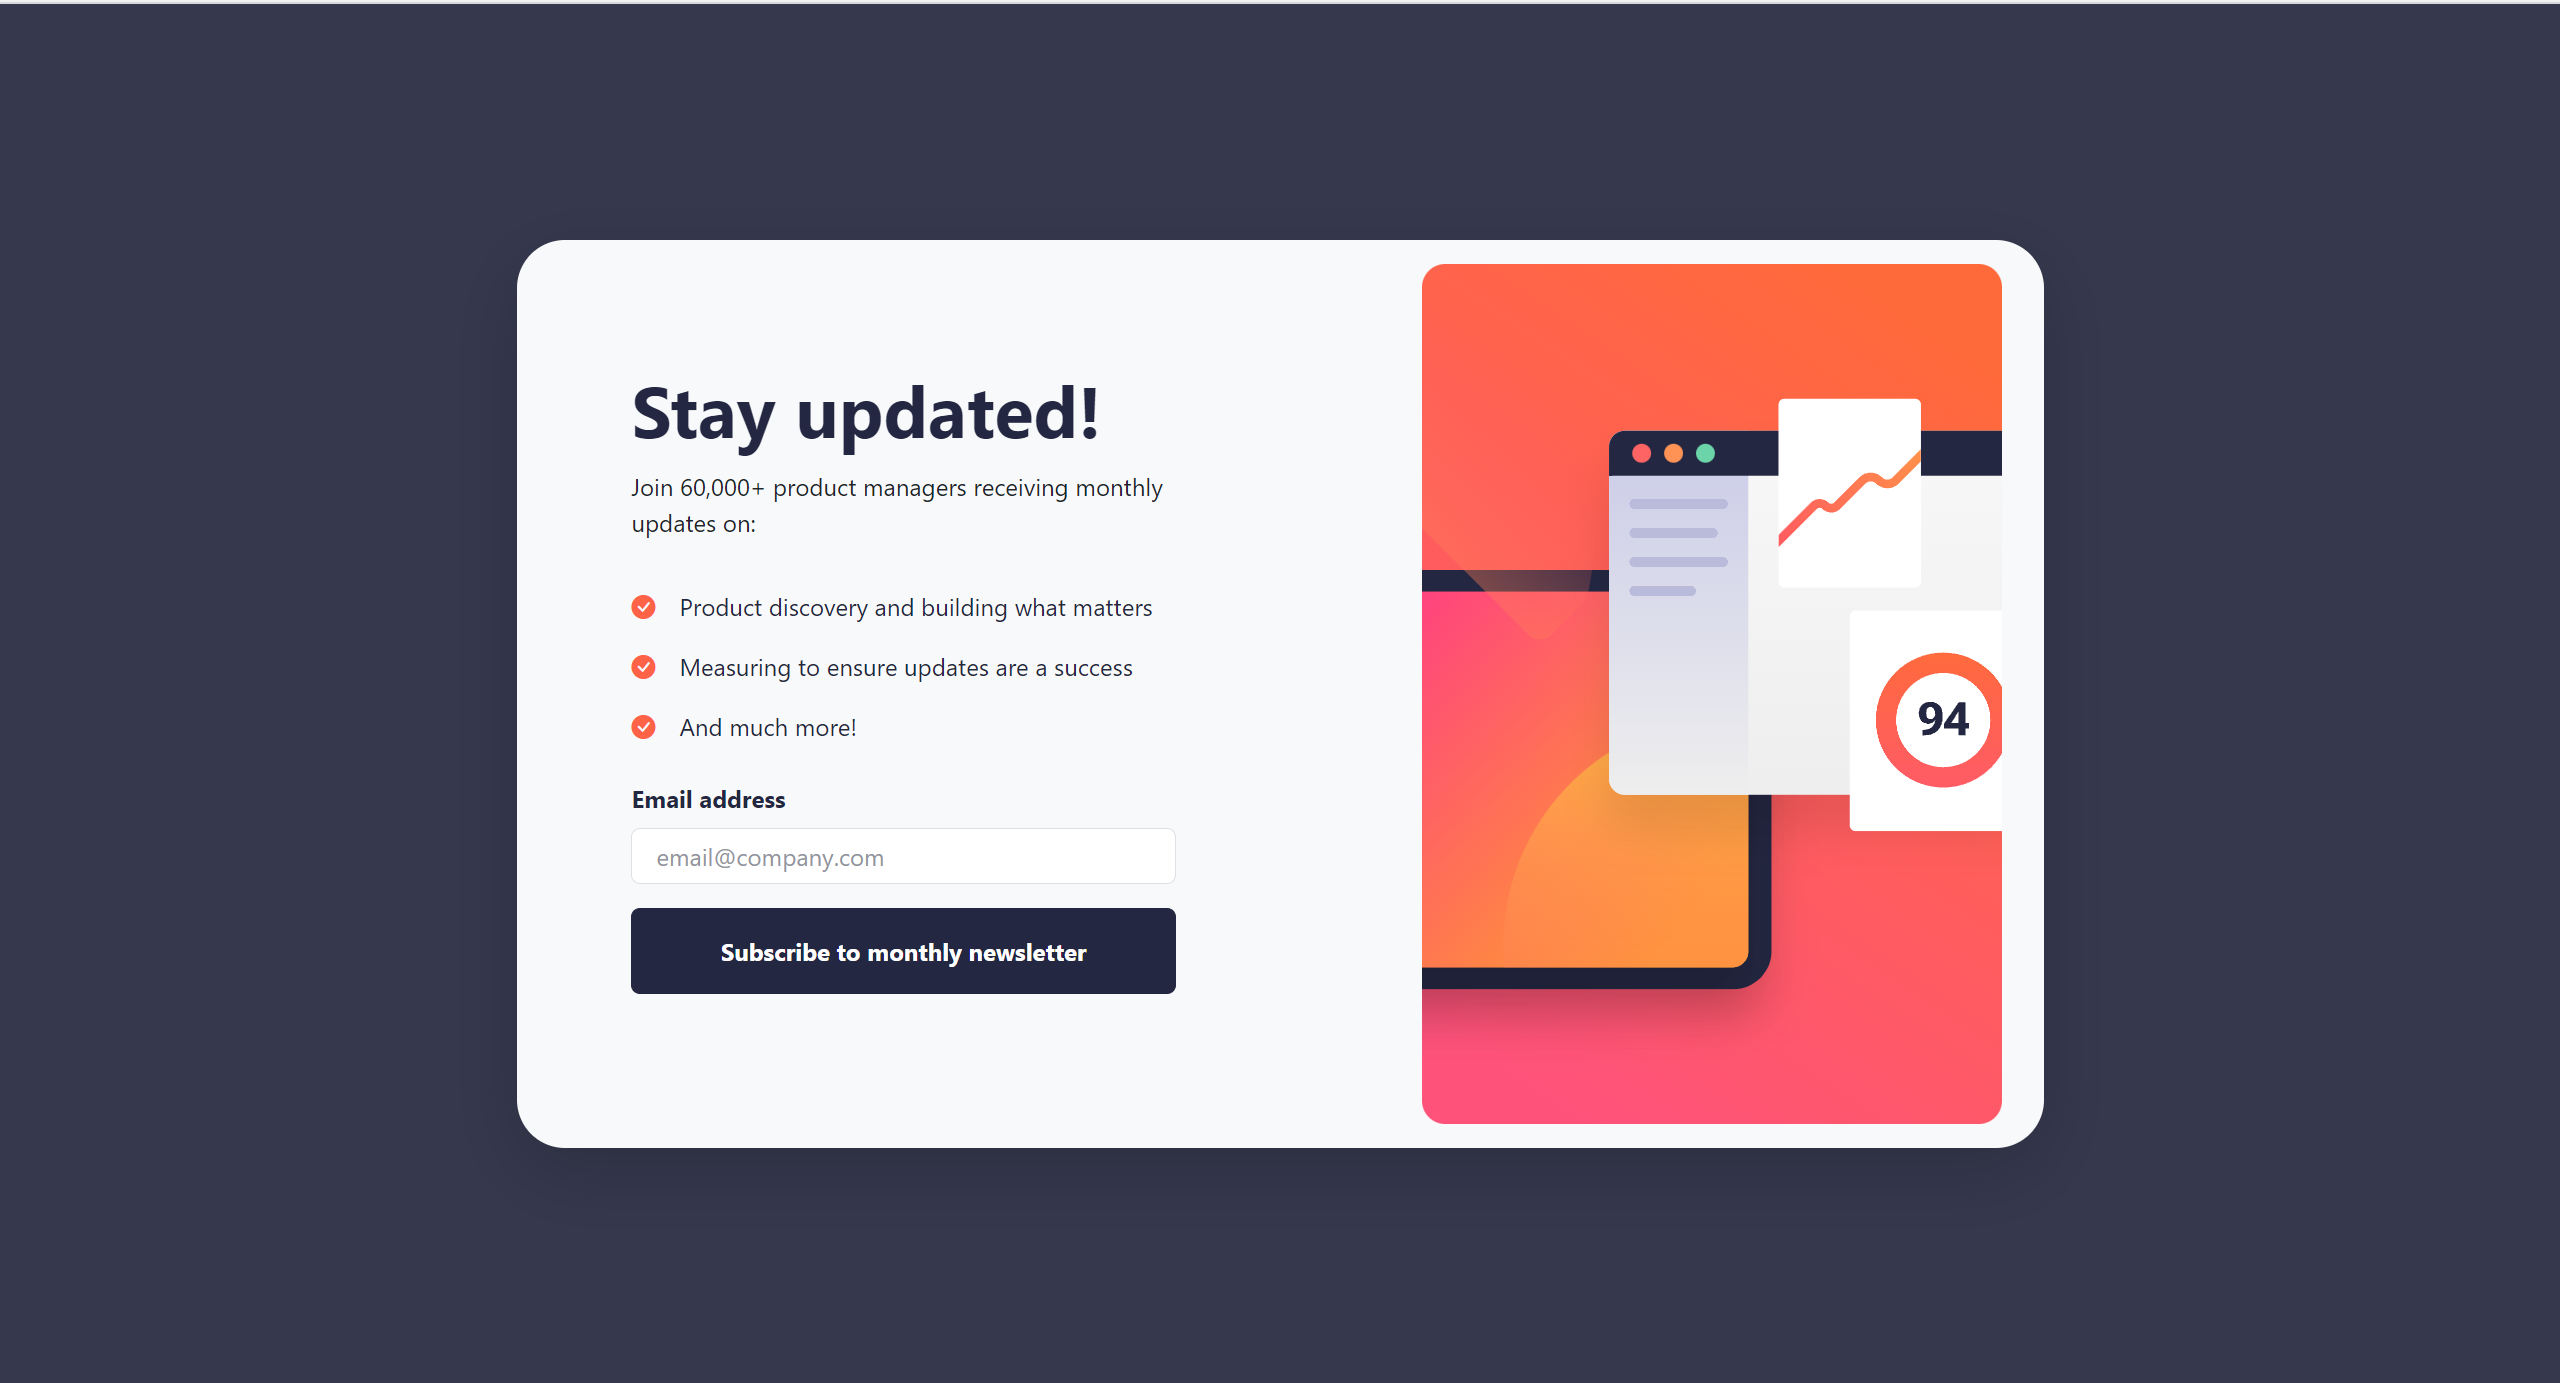 Stay updated!
Join 60,000+ product managers receiving monthly
updates on:
Product discovery and building what matters
Measuring to ensure updates are a success
And much more!
Email address
email@company.com
Subscribe to monthly newsletter
94